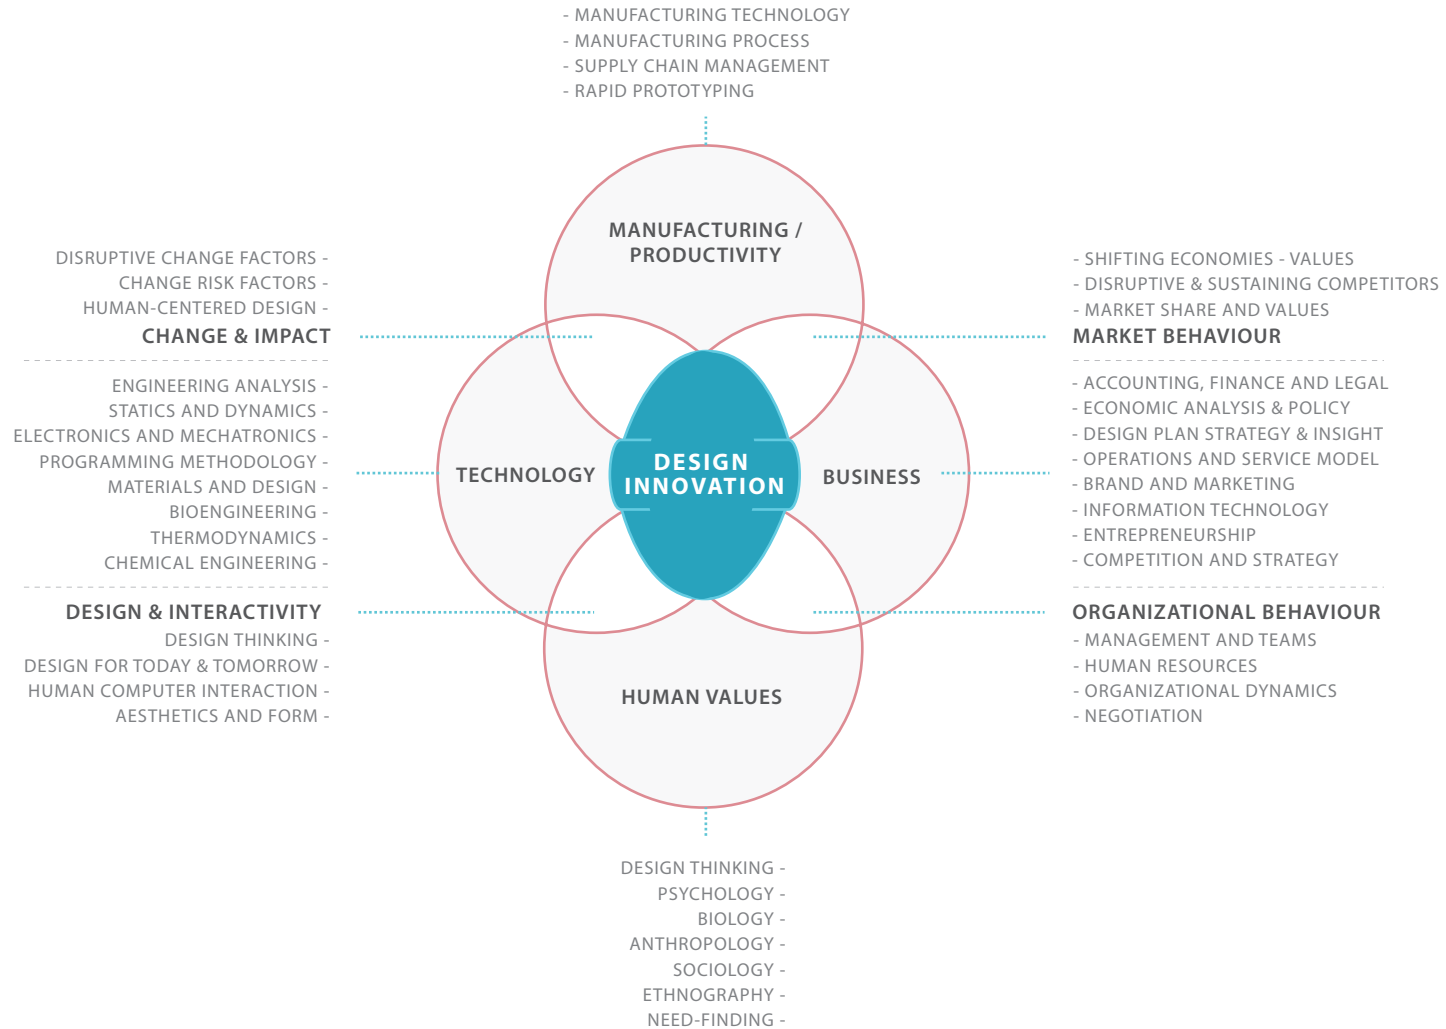 - MANUFACTURING TECHNOLOGY
- MANUFACTURING PROCESS
- SUPPLY CHAIN MANAGEMENT
- RAPID PROTOTYPING
MANUFACTURING /
PRODUCTIVITY
DISRUPTIVE CHANGE FACTORS -
CHANGE RISK FACTORS -
HUMAN-CENTERED DESIGN -
CHANGE & IMPACT
ENGINEERING ANALYSIS -
STATICS AND DYNAMICS -
ELECTRONICS AND MECHATRONICS -
PROGRAMMING METHODOLOGY -
MATERIALS AND DESIGN -
BIOENGINEERING -
THERMODYNAMICS -
CHEMICAL ENGINEERING -
DESIGN & INTERACTIVITY
DESIGN THINKING -
DESIGN FOR TODAY & TOMORROW -
HUMAN COMPUTER INTERACTION -
AESTHETICS AND FORM -
TECHNOLOGY
DESIGN
INNOVATION
BUSINESS
HUMAN VALUES
- SHIFTING ECONOMIES - VALUES
- DISRUPTIVE & SUSTAINING COMPETITORS
- MARKET SHARE AND VALUES
MARKET BEHAVIOUR
- ACCOUNTING, FINANCE AND LEGAL
- ECONOMIC ANALYSIS & POLICY
- DESIGN PLAN STRATEGY & INSIGHT
- OPERATIONS AND SERVICE MODEL
- BRAND AND MARKETING
- INFORMATION TECHNOLOGY
- ENTREPRENEURSHIP
- COMPETITION AND STRATEGY
ORGANIZATIONAL BEHAVIOUR
- MANAGEMENT AND TEAMS
- HUMAN RESOURCES
- ORGANIZATIONAL DYNAMICS
- NEGOTIATION
DESIGN THINKING -
PSYCHOLOGY -
BIOLOGY -
ANTHROPOLOGY -
SOCIOLOGY -
ETHNOGRAPHY -
NEED-FINDING -